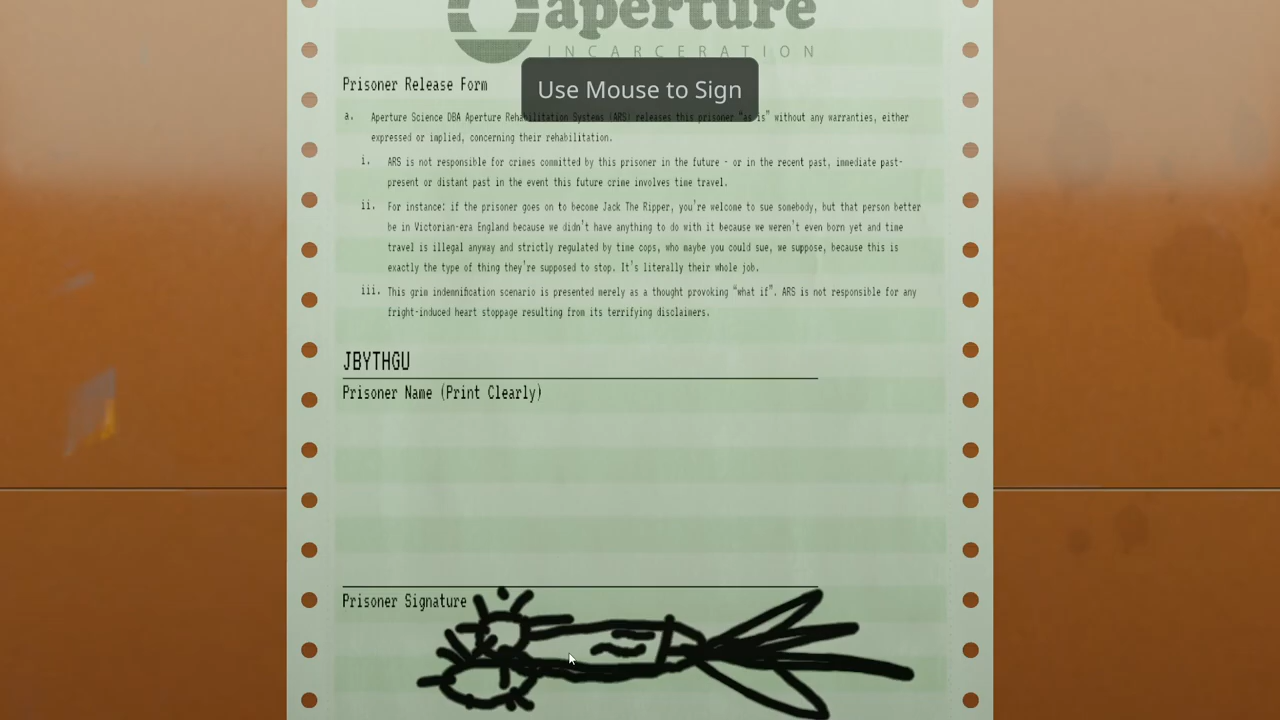 aperture
INCARCERATION
Use Mouse to Sign
Prisoner Release Form
a. Aperture Science DBA Aperture Rehabilitation Systems (ARS) releases this prisoner "as is" without any warranties, either
expressed or implied, concerning their rehabilitation.
i. ARS is not responsible for crimes committed by this prisoner in the future - or in the recent past, immediate past-
present or distant past in the event this future crime involves time travel.
ii. For instance: if the prisoner goes on to become Jack The Ripper, you're welcome to sue somebody, but that person better
be in Victorian-era England because we didn't have anything to do with it because we weren't even born yet and time
travel is illegal anyway and strictly regulated by time cops, who maybe you could sue, we suppose, because this is
exactly the type of thing they're supposed to stop. It's literally their whole job.
iii. This grim indemnification scenario is presented merely as a thought provoking "what if". ARS is not responsible for any
fright-induced heart stoppage resulting from its terrifying disclaimers.
JBYTHGU
Prisoner Name (Print Clearly)
Prisoner Signature